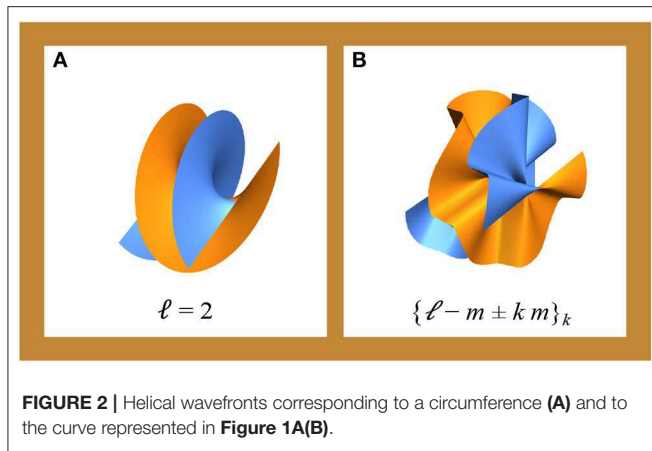 A
B
ℓ = 2
{ℓ − m ± k m}ₖ
FIGURE 2 | Helical wavefronts corresponding to a circumference (A) and to
the curve represented in Figure 1A(B).